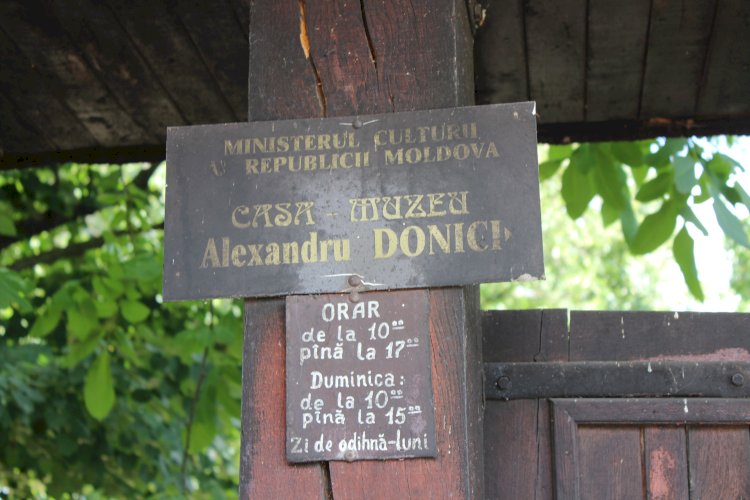 MINISTERUL CULTURII
REPUBLICII MOLDOVA
CASA - MUZEU
Alexandru DONICI
ORAR
de la 10⁰⁰
pînă la 17⁰⁰
Duminica:
de la 10⁰⁰
pînă la 15⁰⁰
Zi de odihnă-luni